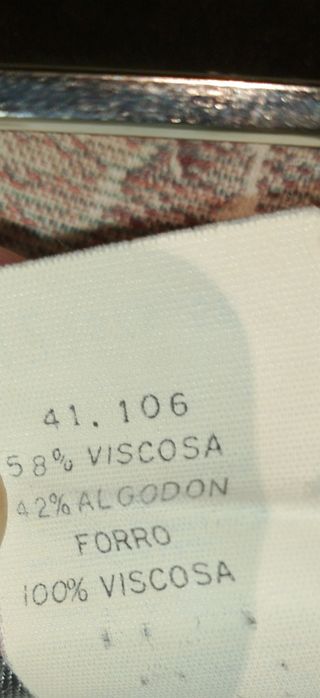 41.106
58% VISCOSA
42% ALGODON
FORRO
100% VISCOSA